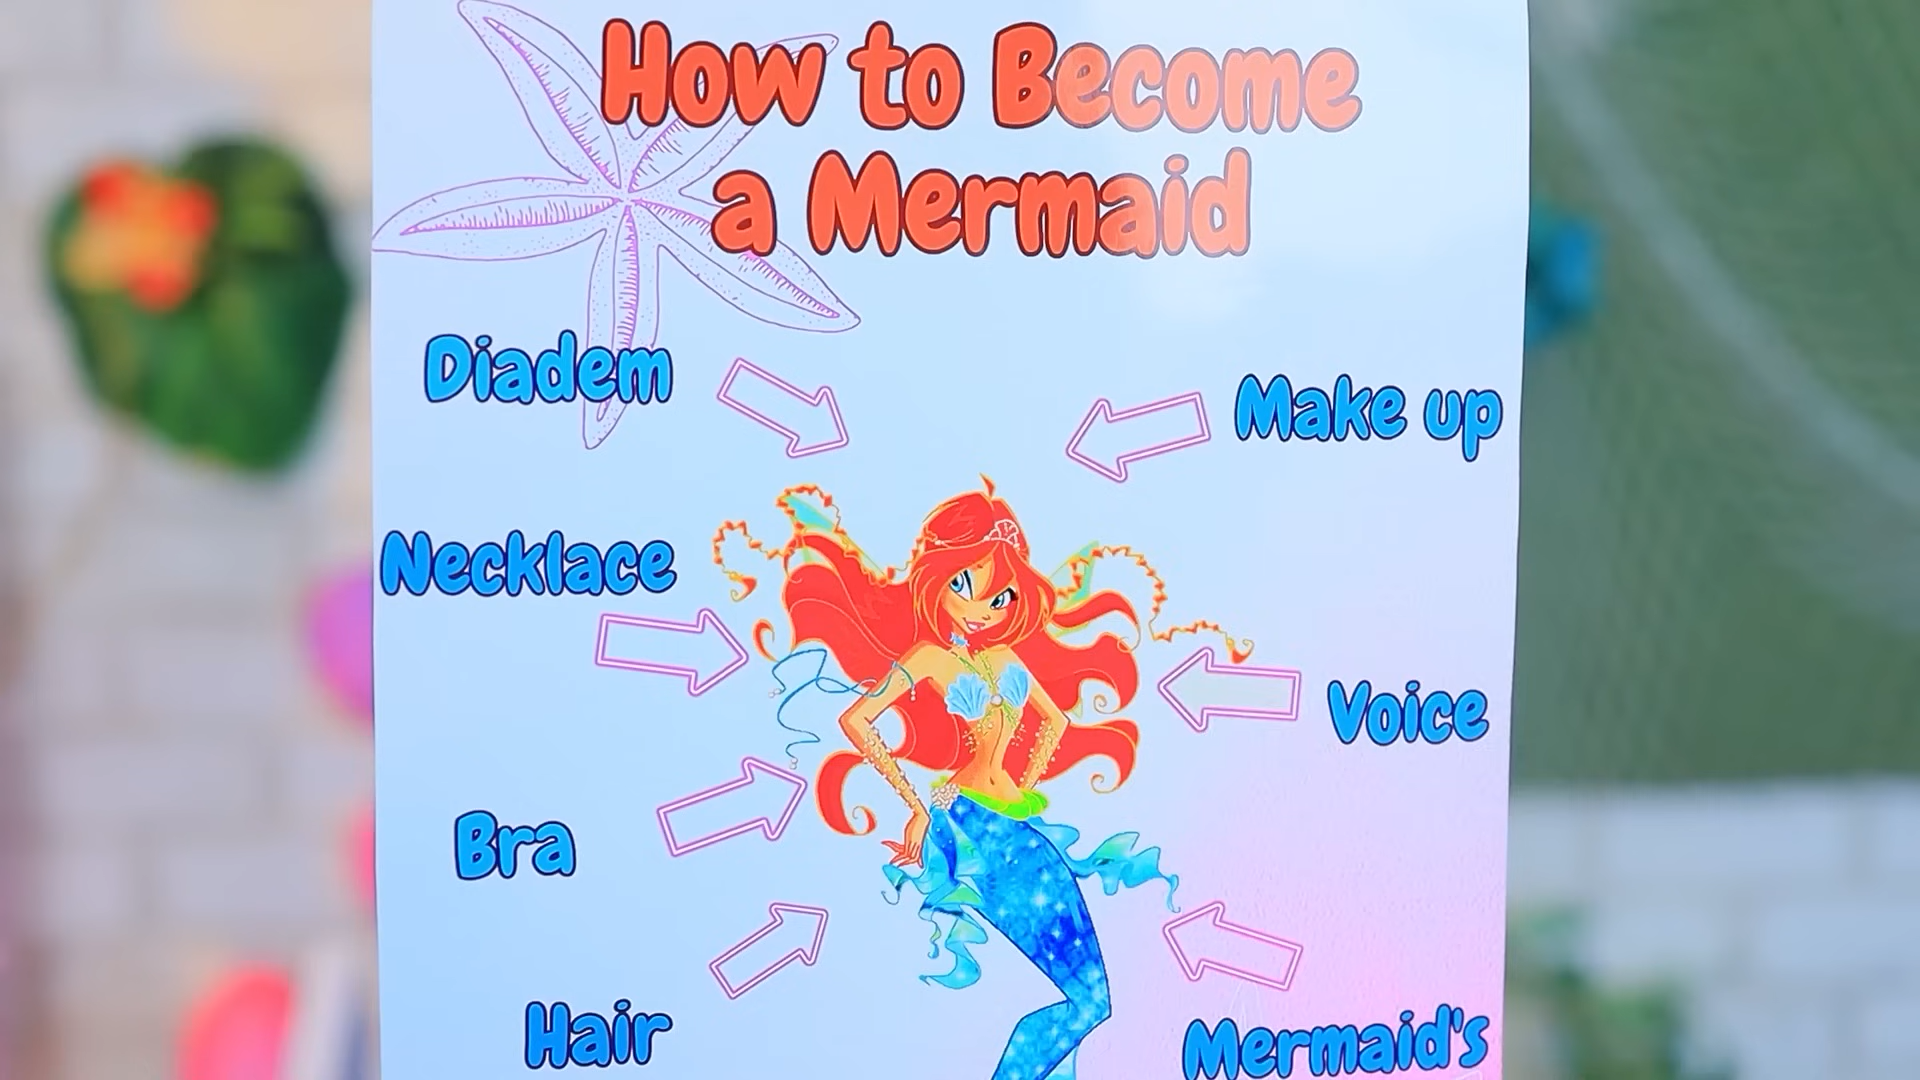 How to Become
a Mermaid
Diadem
Make up
Necklace
Voice
Bra
Hair
Mermaid's